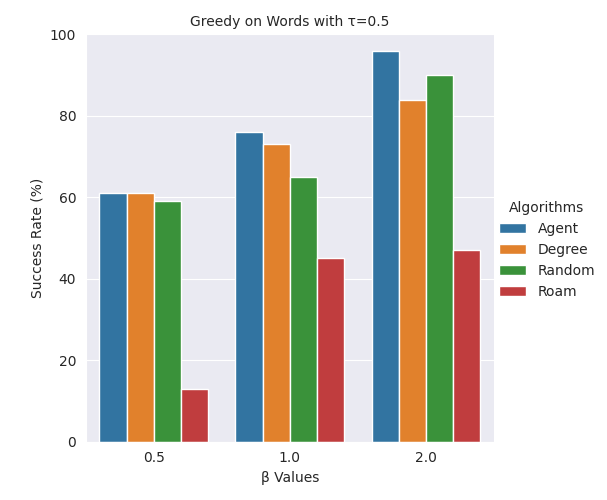 Greedy on Words with τ=0.5
100
80
60
40
20
0
Success Rate (%)
0.5
1.0
2.0
β Values
Algorithms
Agent
Degree
Random
Roam